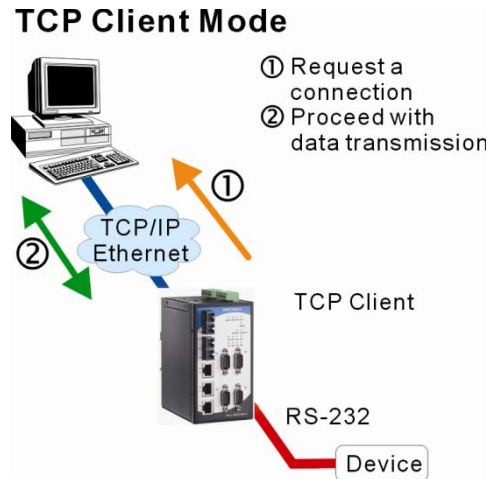 TCP Client Mode
① Request a
connection
② Proceed with
data transmission
①
TCP/IP
Ethernet
②
TCP Client
RS-232
Device